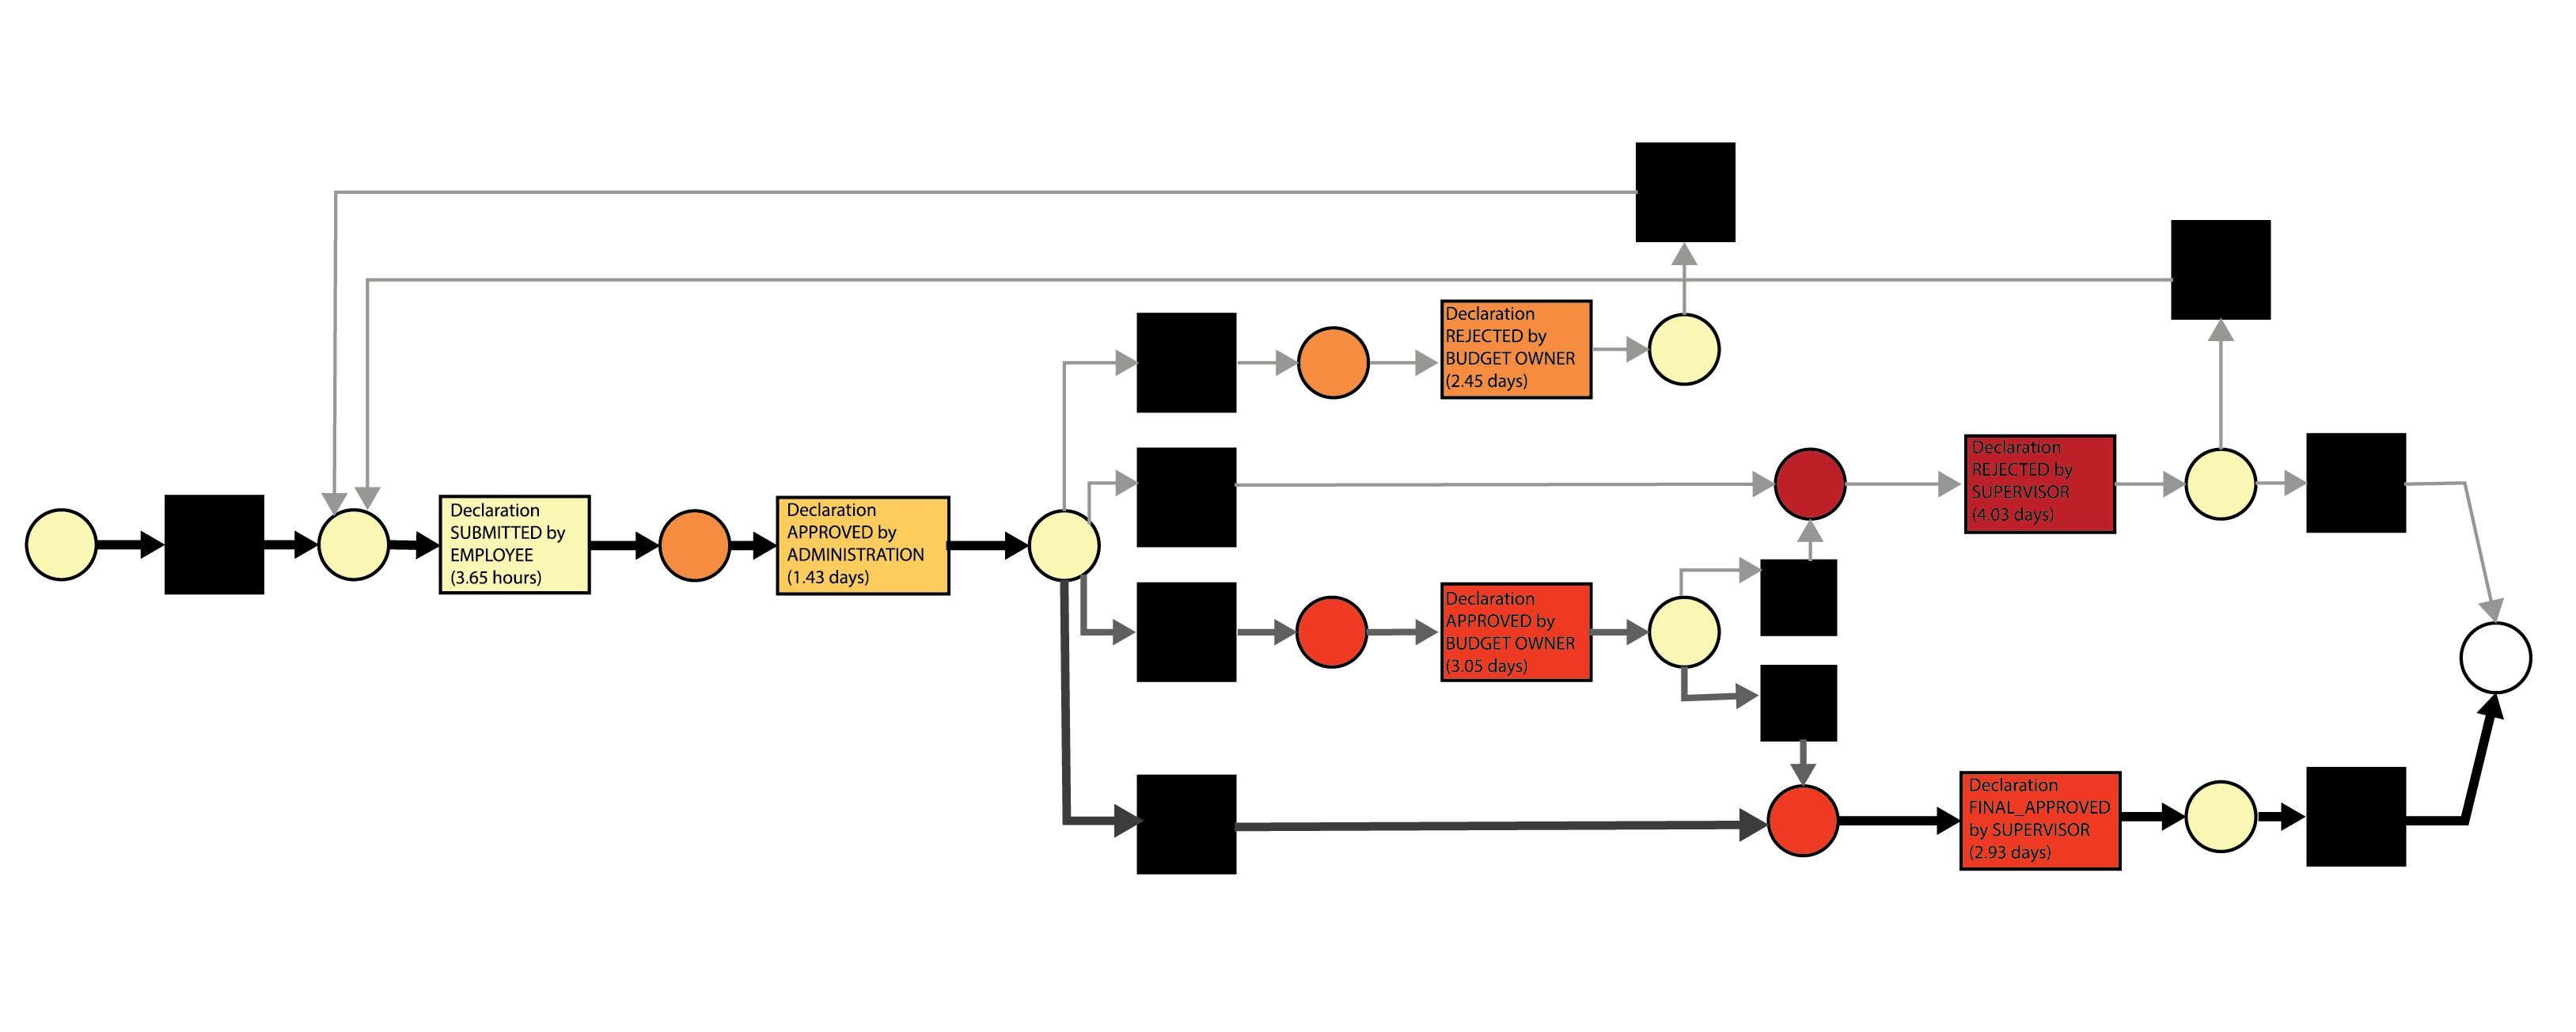 Declaration
SUBMITTED by
EMPLOYEE
(3.65 hours)
Declaration
APPROVED by
ADMINISTRATION
(1.43 days)
Declaration
REJECTED by
BUDGET OWNER
(2.45 days)
Declaration
REJECTED by
SUPERVISOR
(4.03 days)
Declaration
APPROVED by
BUDGET OWNER
(3.05 days)
Declaration
FINAL_APPROVED
by SUPERVISOR
(2.93 days)